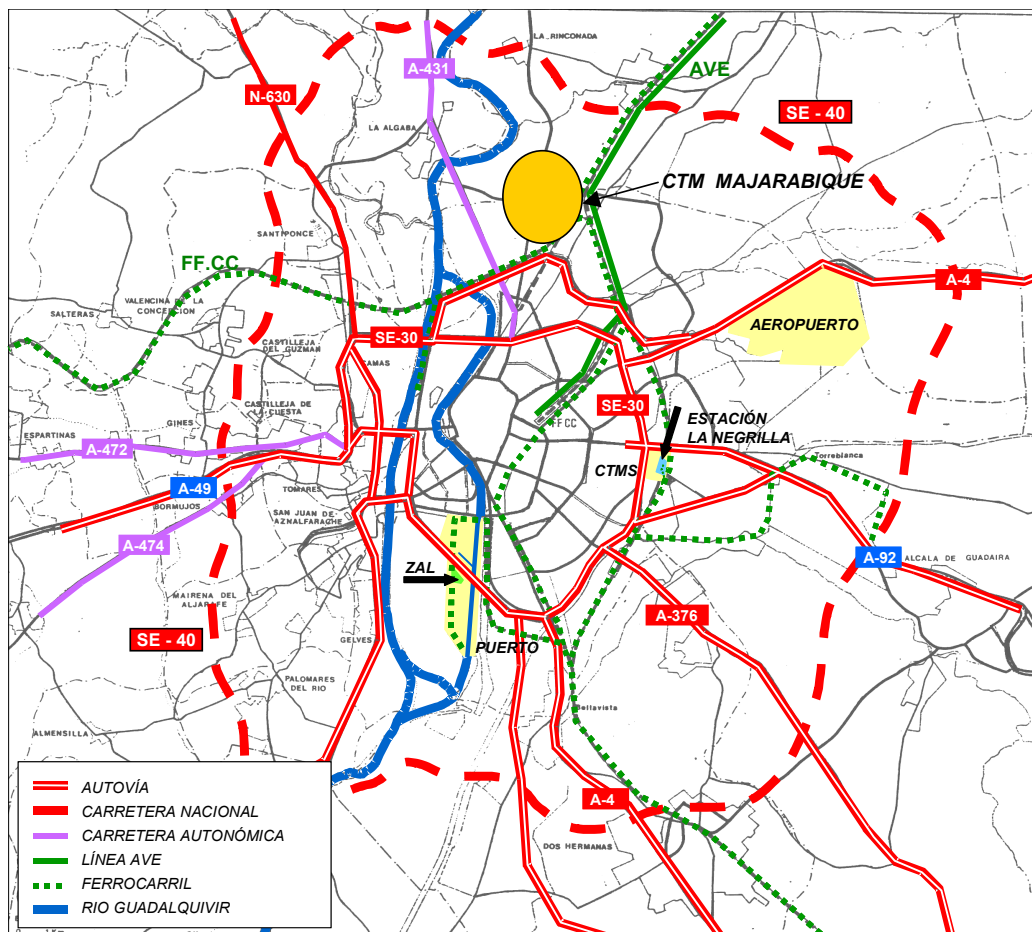 LA RINCONADA
AVE
A-431
N-630
SE - 40
LA ALGABA
CTM MAJARABIQUE
SANTIPONCE
FF.CC
A-4
VALENCINA DE LA
CONCEPCION
SALTERAS
AEROPUERTO
SE-30
CASTILLEJA
DEL GUZMAN
CAMAS
CASTILLEJA DE
LA CUESTA
SE-30
ESTACIÓN
LA NEGRILLA
FFCC
GINES
ESPARTINAS
A-472
CTMS
Torreblanca
A-49
TOMARES
BORMUJOS
SAN JUAN DE
AZNALFARACHE
A-474
A-92
ALCALA DE GUADAIRA
ZAL
MAIRENA DEL
ALJARAFE
A-376
SE - 40
GELVES
PUERTO
PALOMARES
DEL RIO
Bellavista
ALMENSILLA
A-4
DOS HERMANAS
AUTOVÍA
CARRETERA NACIONAL
CARRETERA AUTONÓMICA
LÍNEA AVE
FERROCARRIL
RIO GUADALQUIVIR